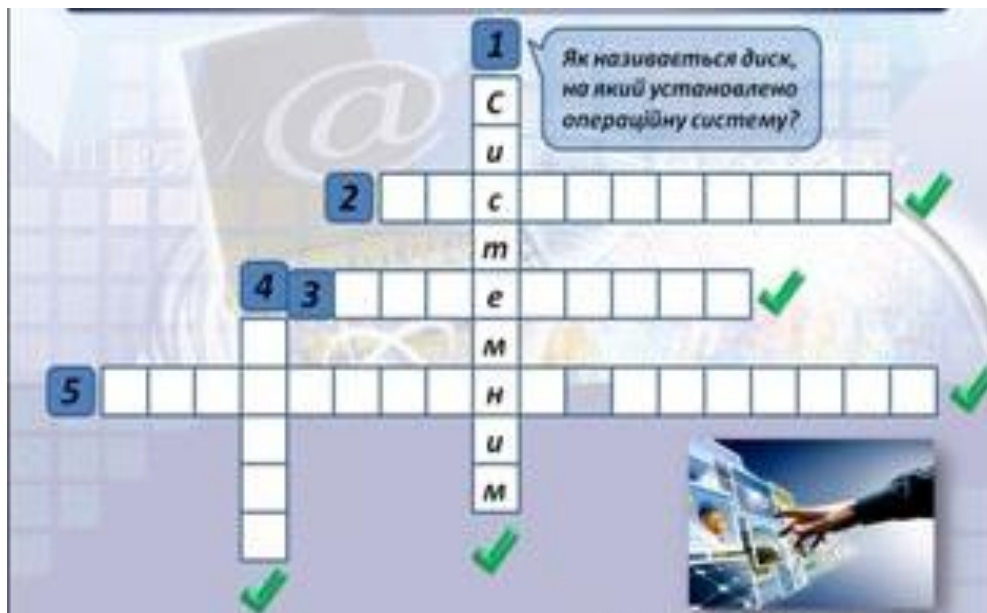 1
Як називається диск,
на який установлено
операційну систему?
С
и
2
с
т
4 3
е
м
5
н
и
м